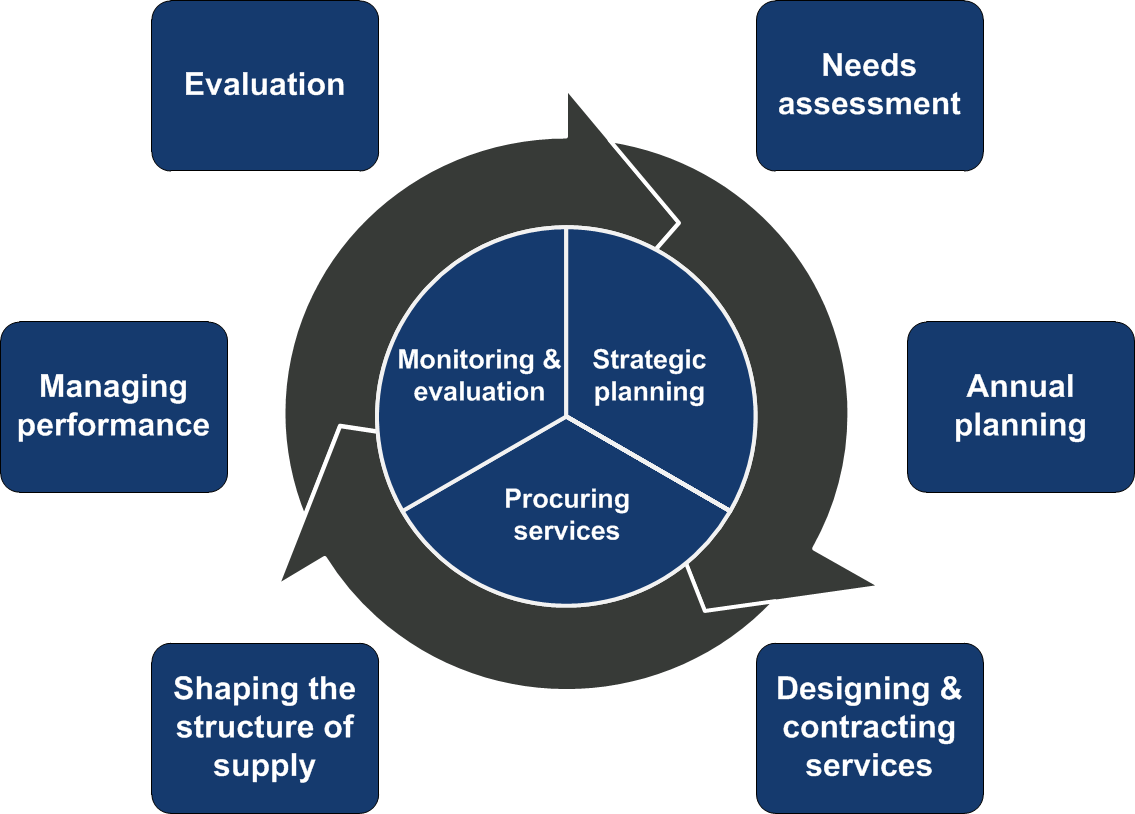 Evaluation
Needs
assessment
Monitoring &
evaluation
Strategic
planning
Managing
performance
Annual
planning
Procuring
services
Shaping the
structure of
supply
Designing &
contracting
services